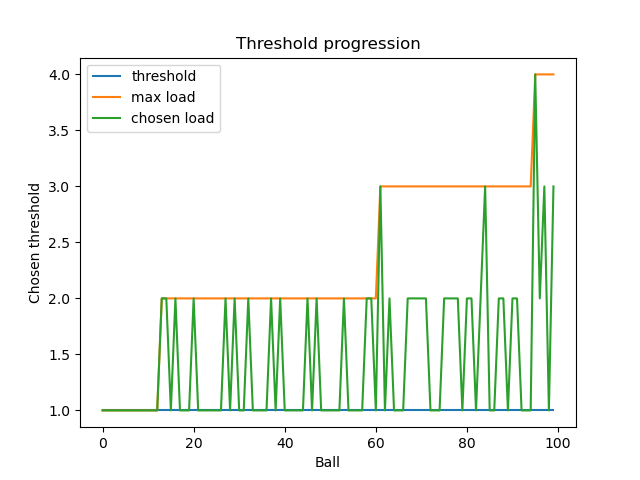 Threshold progression
threshold
max load
chosen load
Chosen threshold
4.0
3.5
3.0
2.5
2.0
1.5
1.0
0 20 40 60 80 100
Ball